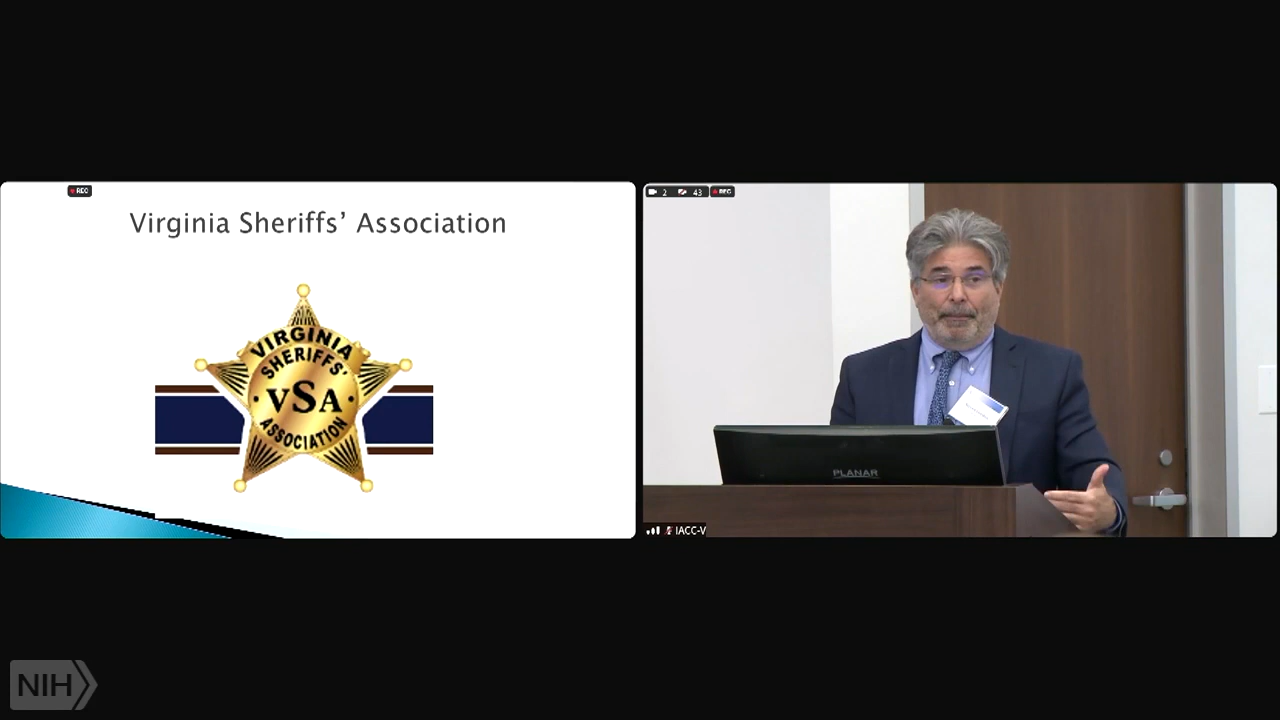 REC
Virginia Sheriffs’ Association
VIRGINIA
SHERIFFS'
VSA
ASSOCIATION
2 43 REC
PLANAR
IACC-V
NIH